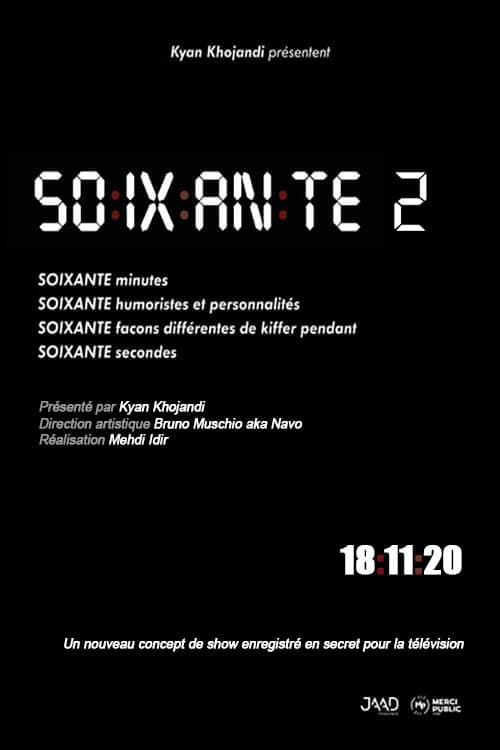 Kyan Khojandi présentent
SO:IX:AN:TE 2
SOIXANTE minutes
SOIXANTE humoristes et personnalités
SOIXANTE facons différentes de kiffer pendant
SOIXANTE secondes
Présenté par Kyan Khojandi
Direction artistique Bruno Muschio aka Navo
Réalisation Mehdi Idir
18:11:20
Un nouveau concept de show enregistré en secret pour la télévision
JAAD
MERCI
PUBLIC